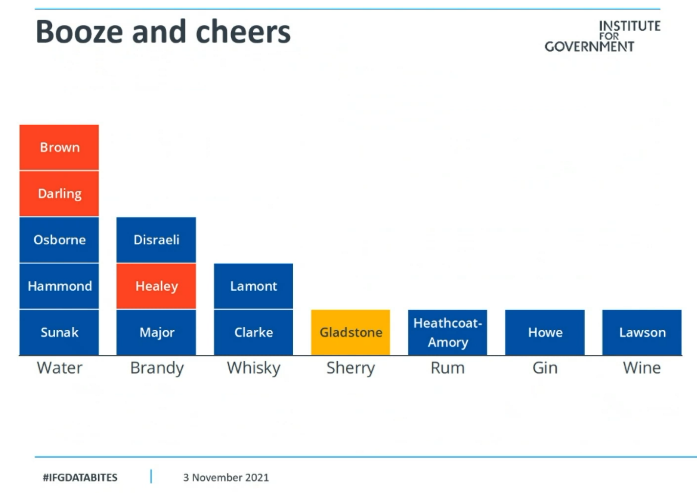 Booze and cheers
INSTITUTE
FOR
GOVERNMENT
Brown
Darling
Osborne
Disraeli
Hammond
Healey
Lamont
Sunak
Major
Clarke
Gladstone
Heathcoat-
Amory
Howe
Lawson
Water
Brandy
Whisky
Sherry
Rum
Gin
Wine
#IFGDATABITES
3 November 2021